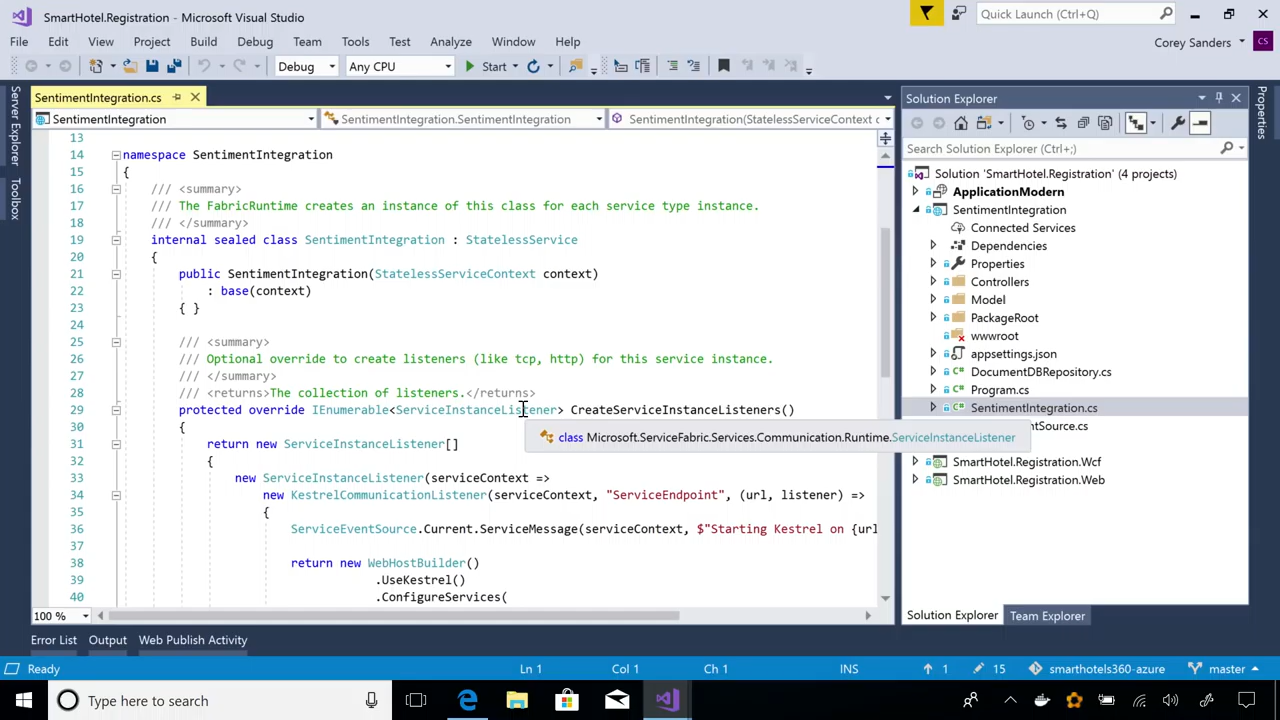 SmartHotel.Registration - Microsoft Visual Studio
Quick Launch (Ctrl+Q)
File Edit View Project Build Debug Team Tools Test Analyze Window Help
Corey Sanders
CS
Debug
Any CPU
Start
Server Explorer
Toolbox
SentimentIntegration.cs
SentimentIntegration
SentimentIntegration.SentimentIntegration
SentimentIntegration(StatelessServiceContext c
13
14 namespace SentimentIntegration
15 {
16 /// <summary>
17 /// The FabricRuntime creates an instance of this class for each service type instance.
18 /// </summary>
19 internal sealed class SentimentIntegration : StatelessService
20 {
21 public SentimentIntegration(StatelessServiceContext context)
22 : base(context)
23 { }
24
25 /// <summary>
26 /// Optional override to create listeners (like tcp, http) for this service instance.
27 /// </summary>
28 /// <returns>The collection of listeners.</returns>
29 protected override IEnumerable<ServiceInstanceListener> CreateServiceInstanceListeners()
30 {
class Microsoft.ServiceFabric.Services.Communication.Runtime.ServiceInstanceListener
31 return new ServiceInstanceListener[]
32 {
33 new ServiceInstanceListener(serviceContext =>
34 new KestrelCommunicationListener(serviceContext, "ServiceEndpoint", (url, listener) =>
35 {
36 ServiceEventSource.Current.ServiceMessage(serviceContext, $"Starting Kestrel on {url
37
38 return new WebHostBuilder()
39 .UseKestrel()
40 .ConfigureServices(
100 %
Solution Explorer
Search Solution Explorer (Ctrl+;)
Solution 'SmartHotel.Registration' (4 projects)
ApplicationModern
SentimentIntegration
Connected Services
Dependencies
Properties
Controllers
Model
PackageRoot
wwwroot
appsettings.json
DocumentDBRepository.cs
Program.cs
SentimentIntegration.cs
ntSource.cs
SmartHotel.Registration.Wcf
SmartHotel.Registration.Web
Solution Explorer Team Explorer
Properties
Error List Output Web Publish Activity
Ready
Ln 1 Col 1 Ch 1 INS
1
15
smarthotels360-azure
master
Type here to search